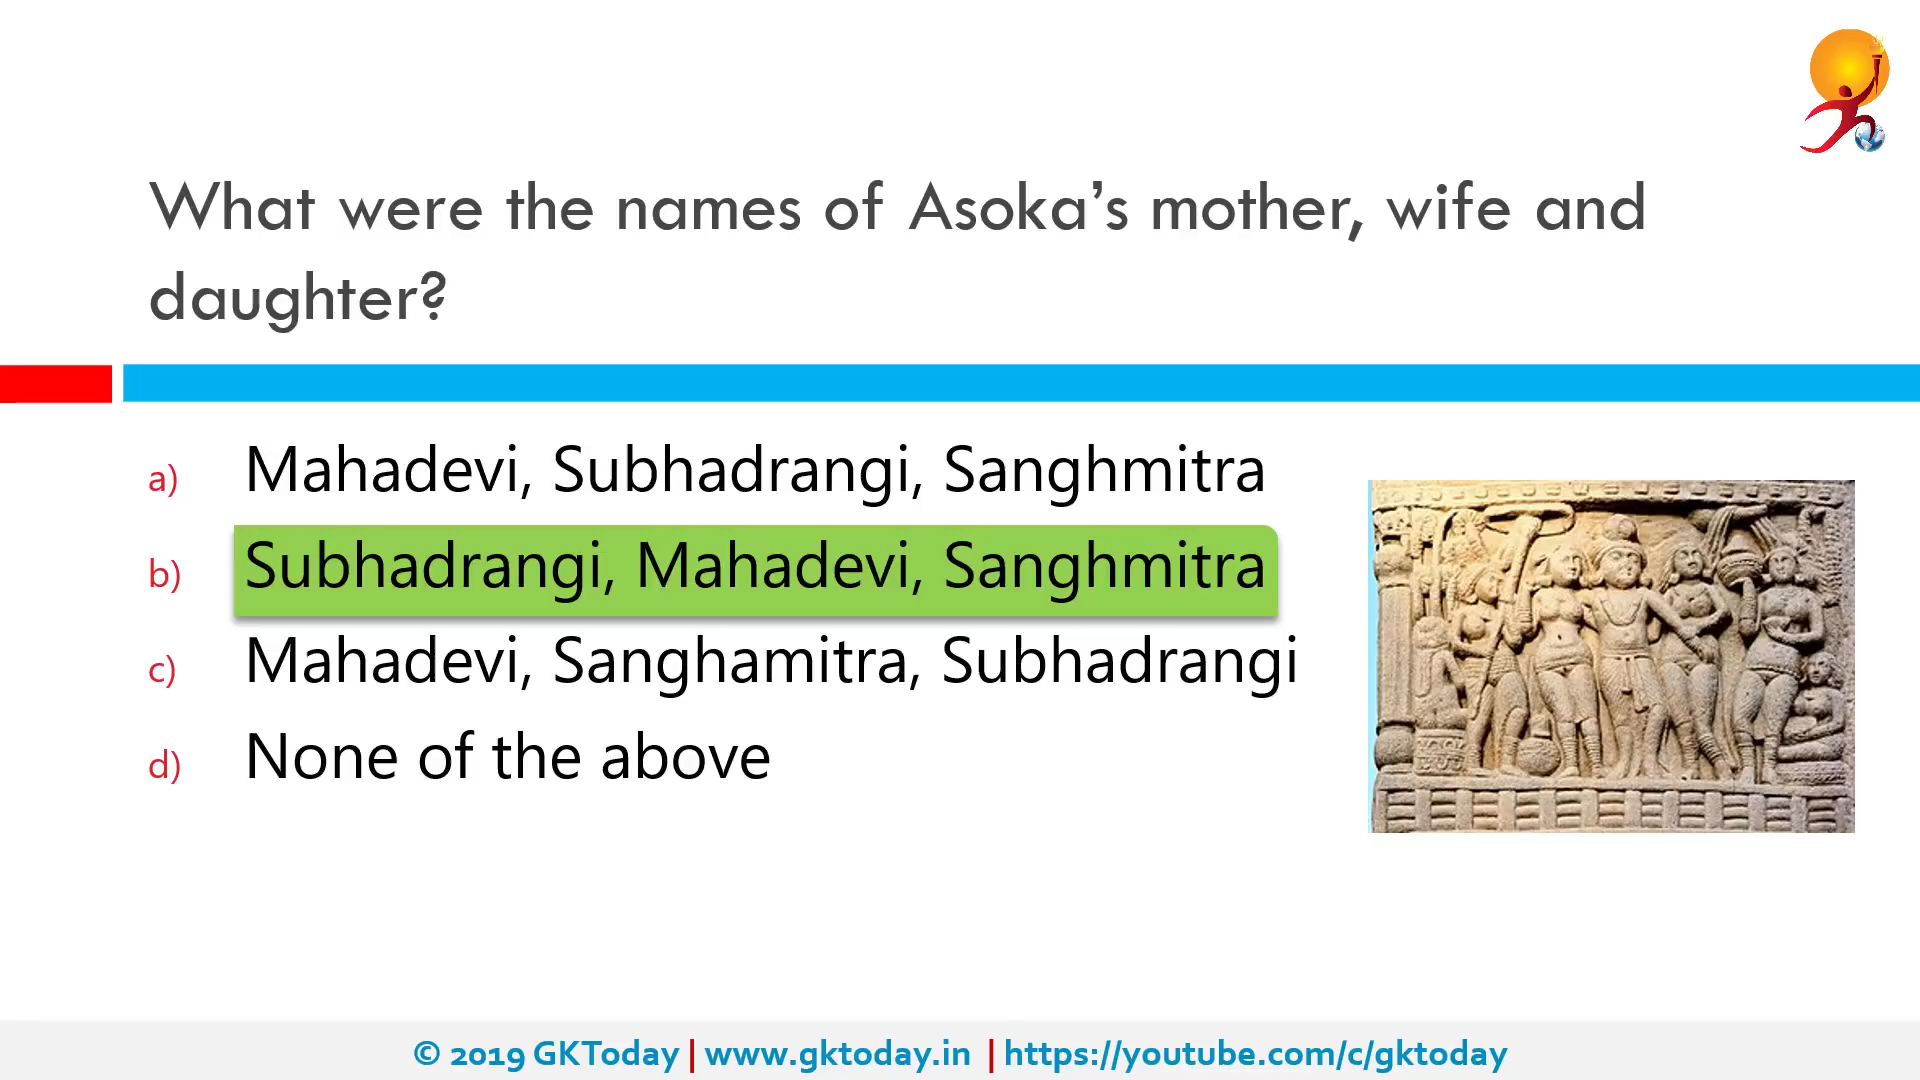 What were the names of Asoka’s mother, wife and
daughter?
a) Mahadevi, Subhadrangi, Sanghmitra
b) Subhadrangi, Mahadevi, Sanghmitra
c) Mahadevi, Sanghamitra, Subhadrangi
d) None of the above
© 2019 GKToday | www.gktoday.in | https://youtube.com/c/gktoday